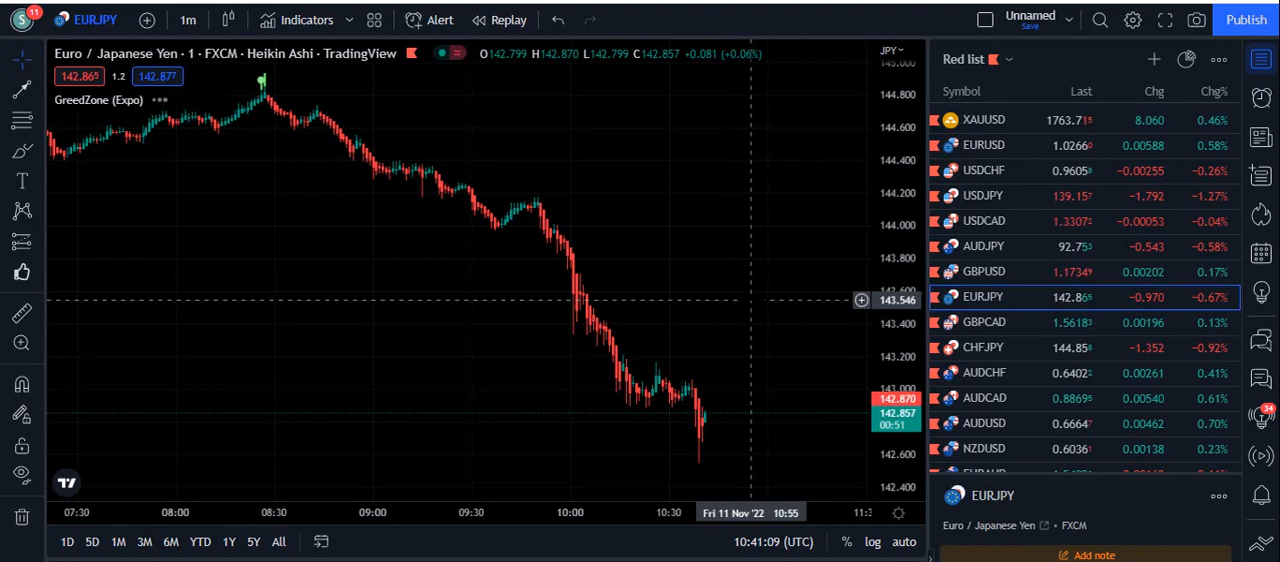 S 11 EURJPY 1m Indicators Alert Replay Unnamed Save Publish
Euro / Japanese Yen · 1 · FXCM · Heikin Ashi · TradingView O142.799 H142.870 L142.799 C142.857 +0.081 (+0.06%) JPY
142.865 1.2 142.877
GreedZone (Expo)
145.000
144.800
144.600
144.400
144.200
144.000
143.800
143.600
143.546
143.400
143.200
143.000
142.870
142.857
00:51
142.600
142.400
07:30 08:00 08:30 09:00 09:30 10:00 10:30 Fri 11 Nov '22 10:55
1D 5D 1M 3M 6M YTD 1Y 5Y All 10:41:09 (UTC) % log auto
Red list
Symbol Last Chg Chg%
XAUUSD 1763.715 8.060 0.46%
EURUSD 1.02660 0.00588 0.58%
USDCHF 0.96058 −0.00255 −0.26%
USDJPY 139.157 −1.792 −1.27%
USDCAD 1.33072 −0.00053 −0.04%
AUDJPY 92.753 −0.543 −0.58%
GBPUSD 1.17349 0.00202 0.17%
EURJPY 142.865 −0.970 −0.67%
GBPCAD 1.56183 0.00196 0.13%
CHFJPY 144.858 −1.352 −0.92%
AUDCHF 0.64022 0.00261 0.41%
AUDCAD 0.88695 0.00540 0.61%
AUDUSD 0.66647 0.00462 0.70%
NZDUSD 0.60361 0.00138 0.23%
34
EURJPY
Euro / Japanese Yen • FXCM
Add note